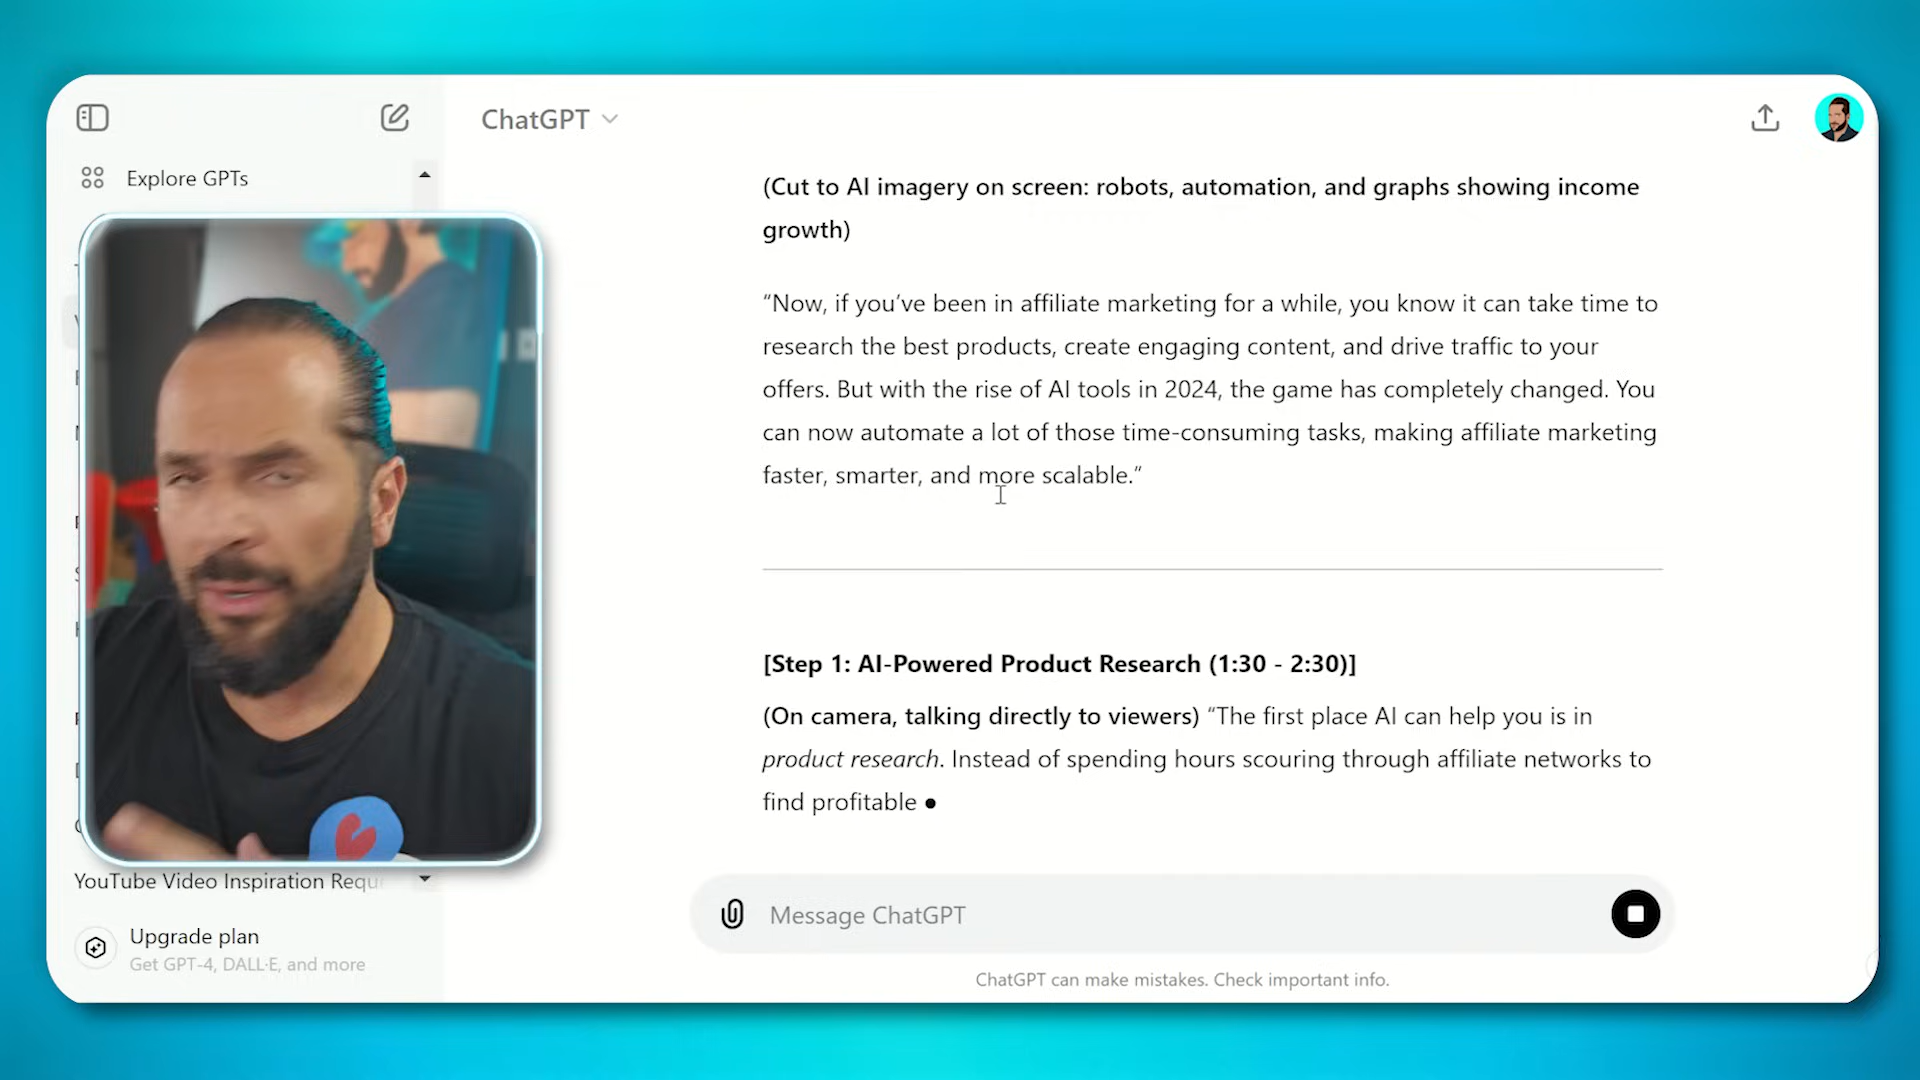 ChatGPT
Explore GPTs
(Cut to AI imagery on screen: robots, automation, and graphs showing income
growth)
“Now, if you’ve been in affiliate marketing for a while, you know it can take time to
research the best products, create engaging content, and drive traffic to your
offers. But with the rise of AI tools in 2024, the game has completely changed. You
can now automate a lot of those time-consuming tasks, making affiliate marketing
faster, smarter, and more scalable.”
[Step 1: AI-Powered Product Research (1:30 - 2:30)]
(On camera, talking directly to viewers) “The first place AI can help you is in
product research. Instead of spending hours scouring through affiliate networks to
find profitable
YouTube Video Inspiration Requ
Upgrade plan
Get GPT-4, DALL·E, and more
Message ChatGPT
ChatGPT can make mistakes. Check important info.